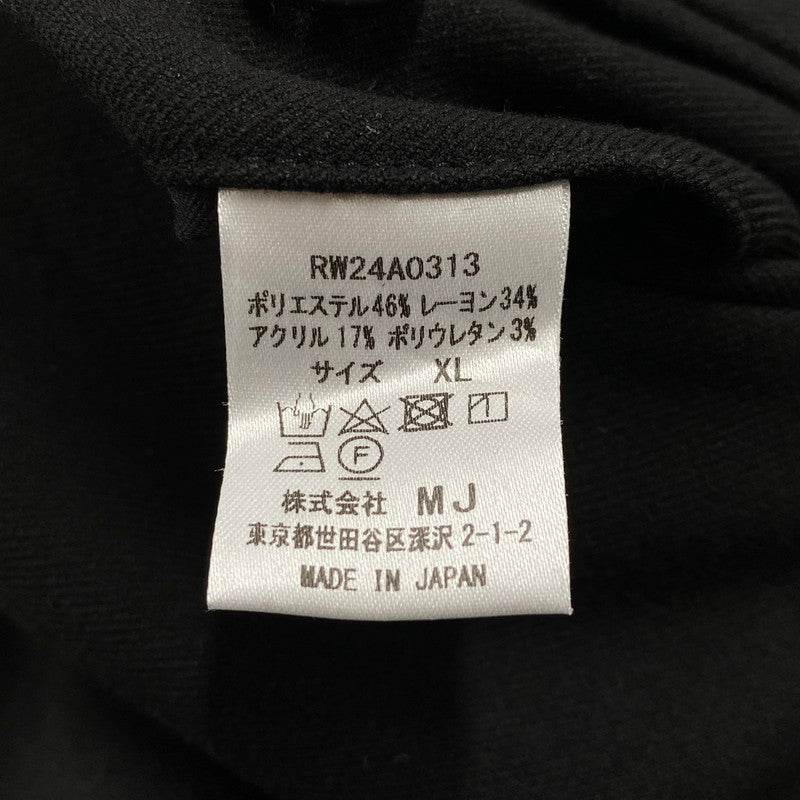 RW24A0313
ポリエステル46% レーヨン34%
アクリル 17% ポリウレタン 3%
サイズ XL
F
株式会社 MJ
東京都世田谷区深沢 2-1-2
MADE IN JAPAN